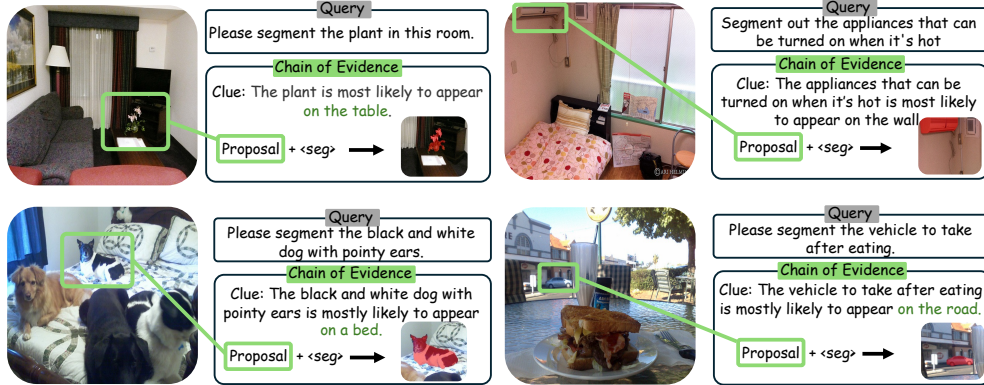 Query
Please segment the plant in this room.
Chain of Evidence
Clue: The plant is most likely to appear
on the table.
Proposal + <seg>
Query
Segment out the appliances that can
be turned on when it's hot
Chain of Evidence
Clue: The appliances that can be
turned on when it's hot is most likely
to appear on the wall
Proposal + <seg>
Query
Please segment the black and white
dog with pointy ears.
Chain of Evidence
Clue: The black and white dog with
pointy ears is mostly likely to appear
on a bed.
Proposal + <seg>
Query
Please segment the vehicle to take
after eating.
Chain of Evidence
Clue: The vehicle to take after eating
is mostly likely to appear on the road.
Proposal + <seg>